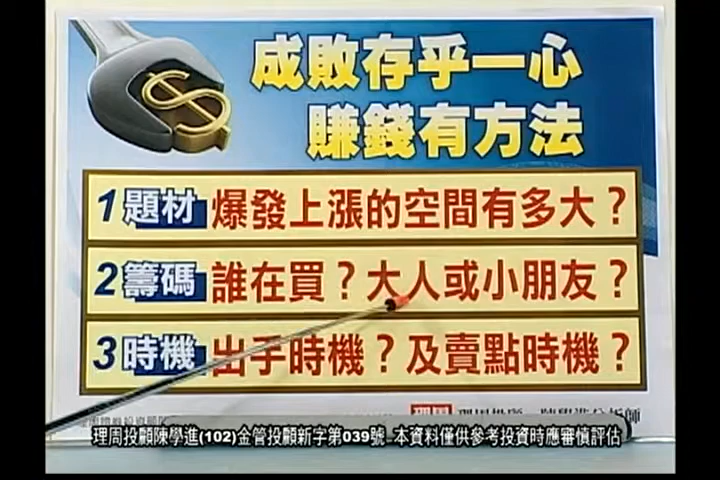 成敗存乎一心
賺錢有方法
1 題材 爆發上漲的空間有多大？
2 籌碼 誰在買？大人或小朋友？
3 時機 出手時機？及賣點時機？
理周投顧陳學進(102)金管投顧新字第039號 本資料僅供參考投資時應審慎評估